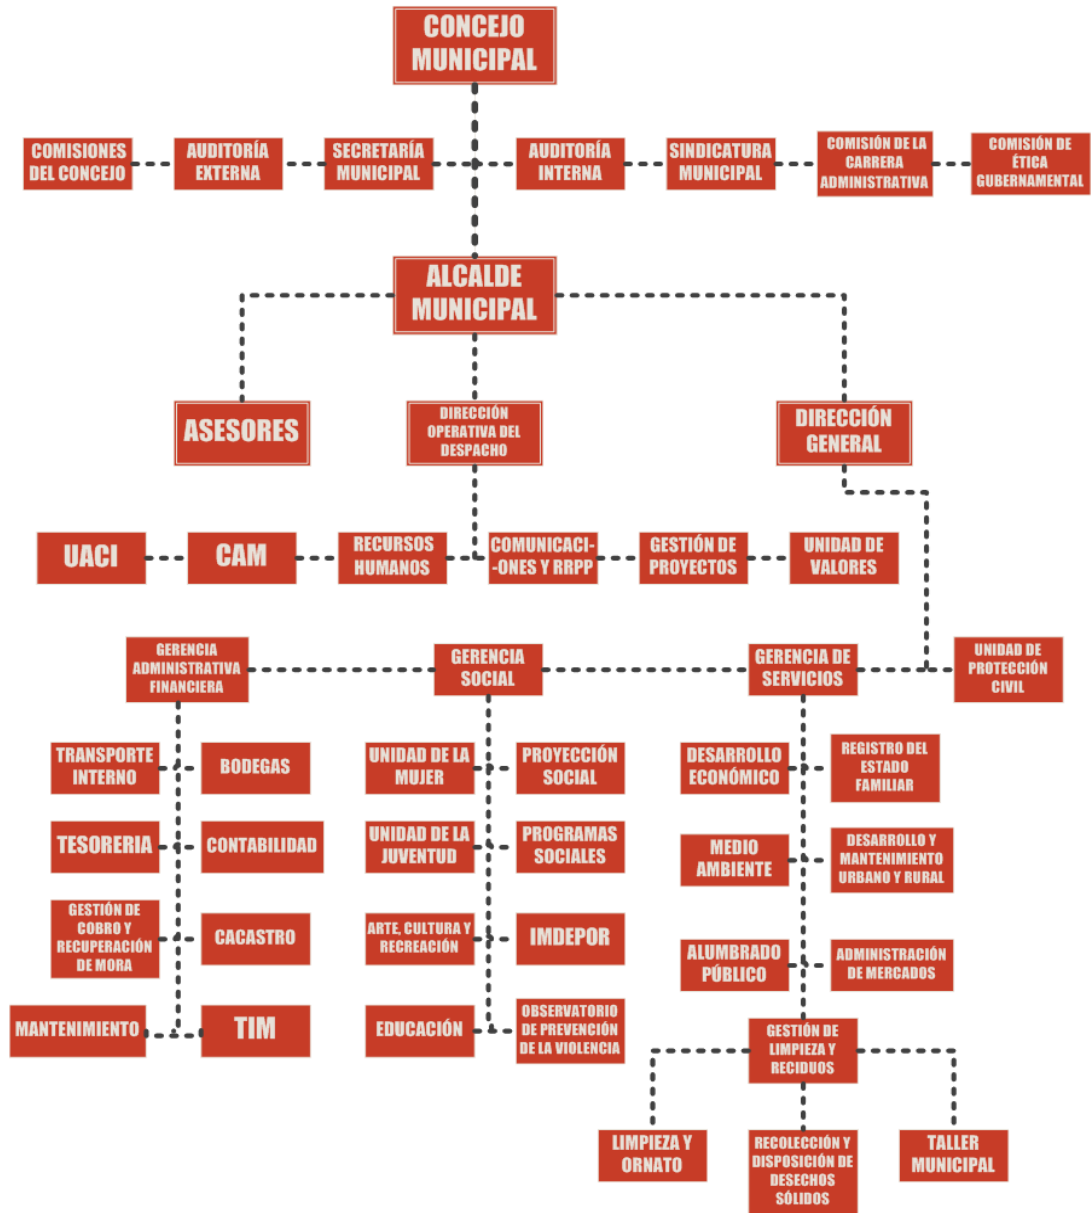 CONCEJO
MUNICIPAL
COMISIONES
DEL CONCEJO
AUDITORÍA
EXTERNA
SECRETARÍA
MUNICIPAL
AUDITORÍA
INTERNA
SINDICATURA
MUNICIPAL
COMISIÓN DE LA
CARRERA
ADMINISTRATIVA
COMISIÓN DE
ÉTICA
GUBERNAMENTAL
ALCALDE
MUNICIPAL
ASESORES
DIRECCIÓN
OPERATIVA DEL
DESPACHO
DIRECCIÓN
GENERAL
UACI
CAM
RECURSOS
HUMANOS
COMUNICACI-
-ONES Y RRPP
GESTIÓN DE
PROYECTOS
UNIDAD DE
VALORES
GERENCIA
ADMINISTRATIVA
FINANCIERA
GERENCIA
SOCIAL
GERENCIA DE
SERVICIOS
UNIDAD DE
PROTECCIÓN
CIVIL
TRANSPORTE
INTERNO
BODEGAS
TESORERIA
CONTABILIDAD
GESTIÓN DE
COBRO Y
RECUPERACIÓN
DE MORA
CACASTRO
MANTENIMIENTO
TIM
UNIDAD DE LA
MUJER
PROYECCIÓN
SOCIAL
UNIDAD DE LA
JUVENTUD
PROGRAMAS
SOCIALES
ARTE, CULTURA Y
RECREACIÓN
IMDEPOR
EDUCACIÓN
OBSERVATORIO
DE PREVENCIÓN
DE LA VIOLENCIA
DESARROLLO
ECONÓMICO
REGISTRO DEL
ESTADO
FAMILIAR
MEDIO
AMBIENTE
DESARROLLO Y
MANTENIMIENTO
URBANO Y RURAL
ALUMBRADO
PÚBLICO
ADMINISTRACIÓN
DE MERCADOS
GESTIÓN DE
LIMPIEZA Y
RECIDUOS
LIMPIEZA Y
ORNATO
RECOLECCIÓN Y
DISPOSICIÓN DE
DESECHOS
SÓLIDOS
TALLER
MUNICIPAL